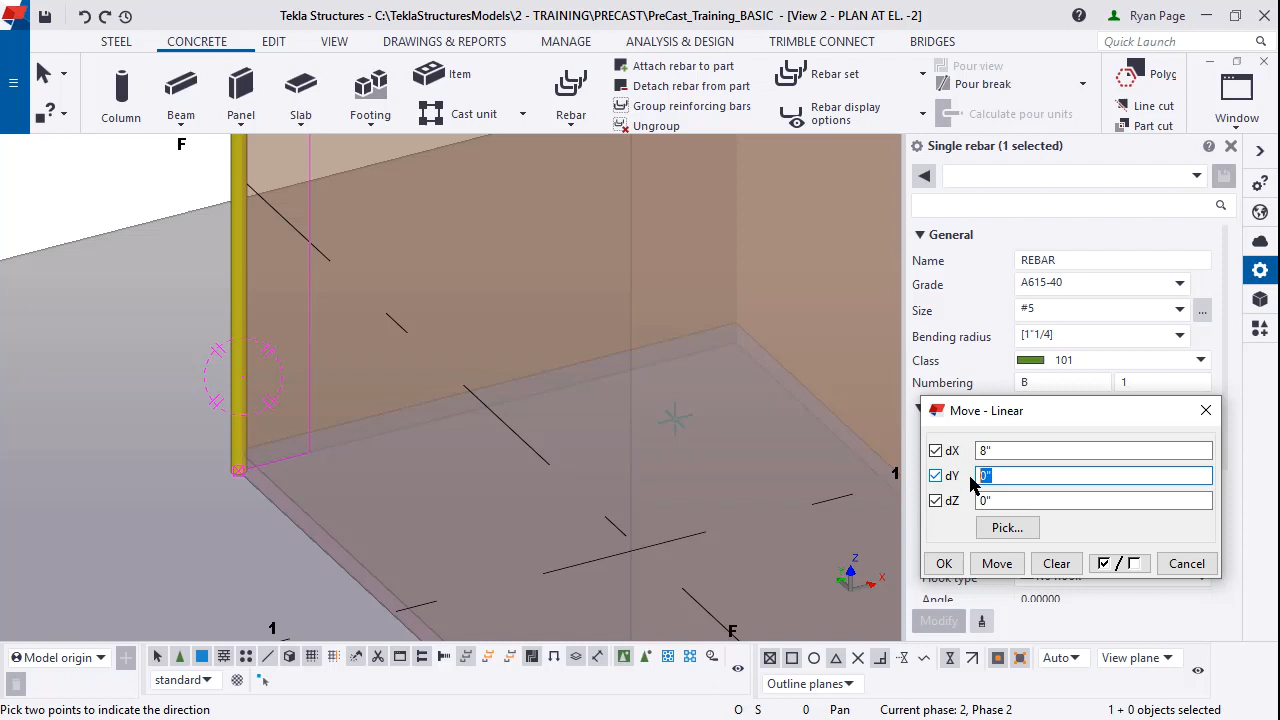 Tekla Structures - C:\TeklaStructuresModels\2 - TRAINING\PRECAST\PreCast_Training_BASIC - [View 2 - PLAN AT EL. -2]
Ryan Page
STEEL CONCRETE EDIT VIEW DRAWINGS & REPORTS MANAGE ANALYSIS & DESIGN TRIMBLE CONNECT BRIDGES
Quick Launch
Column
Beam
Panel
Slab
Footing
Item
Cast unit
Rebar
Attach rebar to part
Detach rebar from part
Group reinforcing bars
Ungroup
Rebar set
Rebar display
options
Pour view
Pour break
Calculate pour units
Polyg
Line cut
Part cut
Window
F
1
1
F
Z
X
Single rebar (1 selected)
General
Name REBAR
Grade A615-40
Size #5 ...
Bending radius [1"1/4]
Class 101
Numbering B 1
Move - Linear
dX 8"
dY 0"
dZ 0"
Pick...
OK Move Clear / Cancel
Hook type
Angle 0.00000
Modify
Model origin
standard
Auto
View plane
Outline planes
Pick two points to indicate the direction
O S 0 Pan Current phase: 2, Phase 2 1 + 0 objects selected